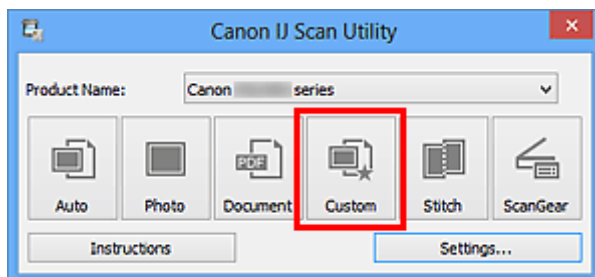 Canon IJ Scan Utility
Product Name: Canon series
Auto Photo PDF Document Custom Stitch ScanGear
Instructions Settings...